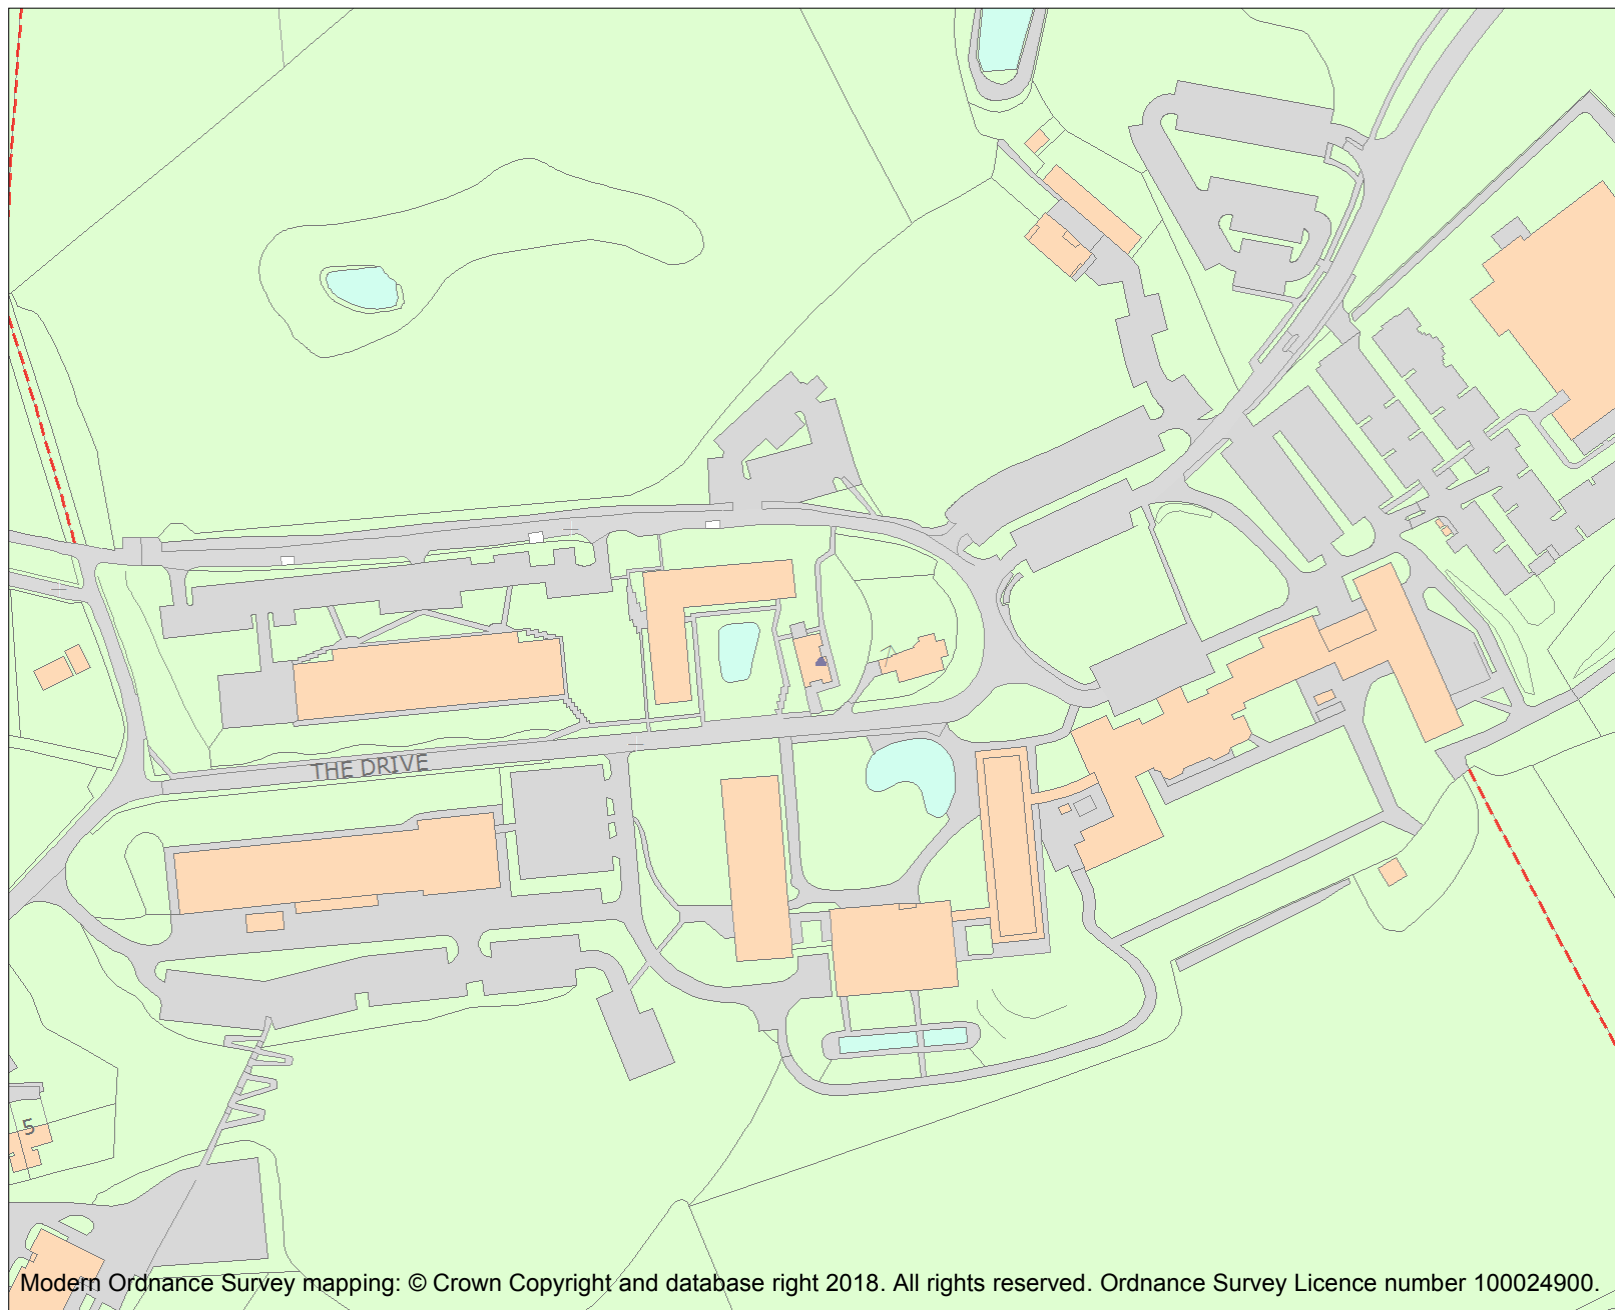 THE DRIVE
5
Modern Ordnance Survey mapping: © Crown Copyright and database right 2018. All rights reserved. Ordnance Survey Licence number 100024900.